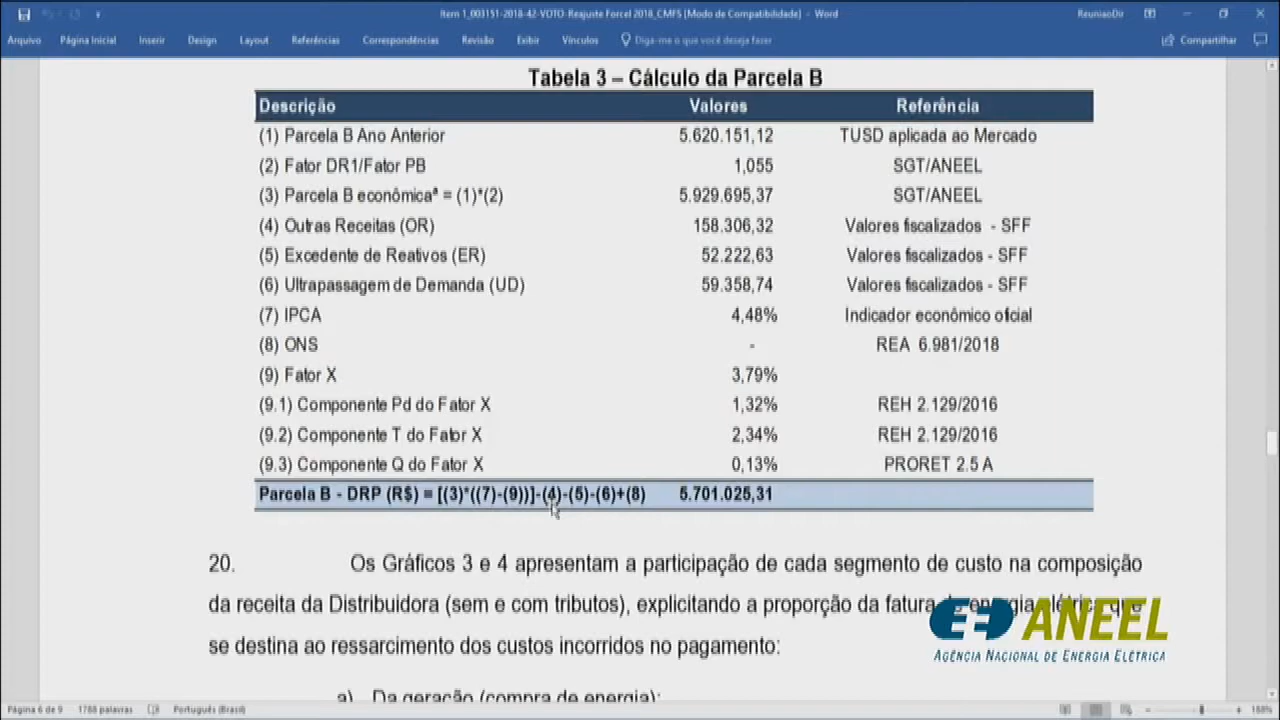 Item 1_003151-2018-42-VOTO-Reajuste Forcel 2018_CMFS [Modo de Compatibilidade] - Word
ReuniaoDir
Arquivo Página Inicial Inserir Design Layout Referências Correspondências Revisão Exibir Vínculos Diga-me o que você deseja fazer Compartilhar
Tabela 3 – Cálculo da Parcela B
Descrição Valores Referência
(1) Parcela B Ano Anterior 5.620.151,12 TUSD aplicada ao Mercado
(2) Fator DR1/Fator PB 1,055 SGT/ANEEL
(3) Parcela B econômicaª = (1)*(2) 5.929.695,37 SGT/ANEEL
(4) Outras Receitas (OR) 158.306,32 Valores fiscalizados - SFF
(5) Excedente de Reativos (ER) 52.222,63 Valores fiscalizados - SFF
(6) Ultrapassagem de Demanda (UD) 59.358,74 Valores fiscalizados - SFF
(7) IPCA 4,48% Indicador econômico oficial
(8) ONS - REA 6.981/2018
(9) Fator X 3,79%
(9.1) Componente Pd do Fator X 1,32% REH 2.129/2016
(9.2) Componente T do Fator X 2,34% REH 2.129/2016
(9.3) Componente Q do Fator X 0,13% PRORET 2.5 A
Parcela B - DRP (R$) = [(3)*((7)-(9))]-(4)-(5)-(6)+(8) 5.701.025,31
20. Os Gráficos 3 e 4 apresentam a participação de cada segmento de custo na composição
da receita da Distribuidora (sem e com tributos), explicitando a proporção da fatura de energia elétrica que
se destina ao ressarcimento dos custos incorridos no pagamento:
a) Da geração (compra de energia);
ANEEL
AGÊNCIA NACIONAL DE ENERGIA ELÉTRICA
Página 6 de 9 1788 palavras Português (Brasil) 188%